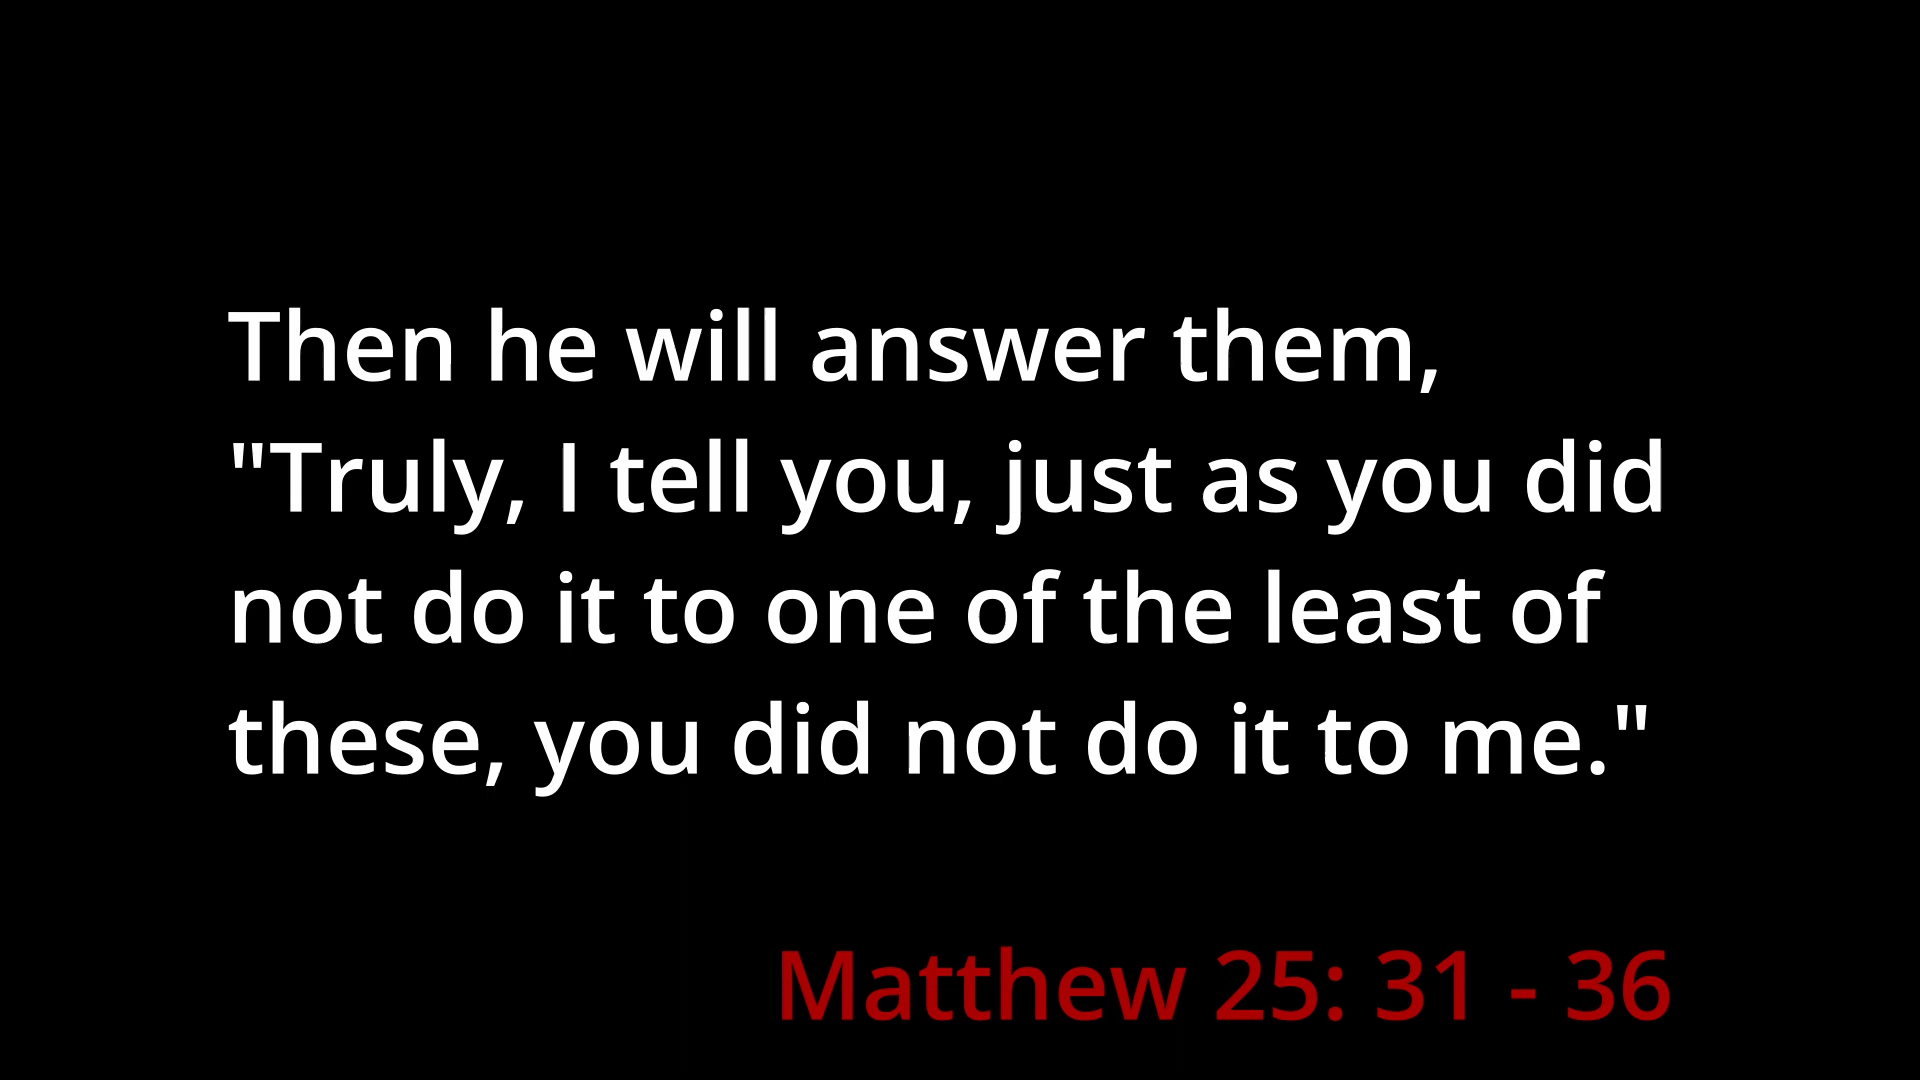 Then he will answer them,
"Truly, I tell you, just as you did
not do it to one of the least of
these, you did not do it to me."
Matthew 25: 31 - 36